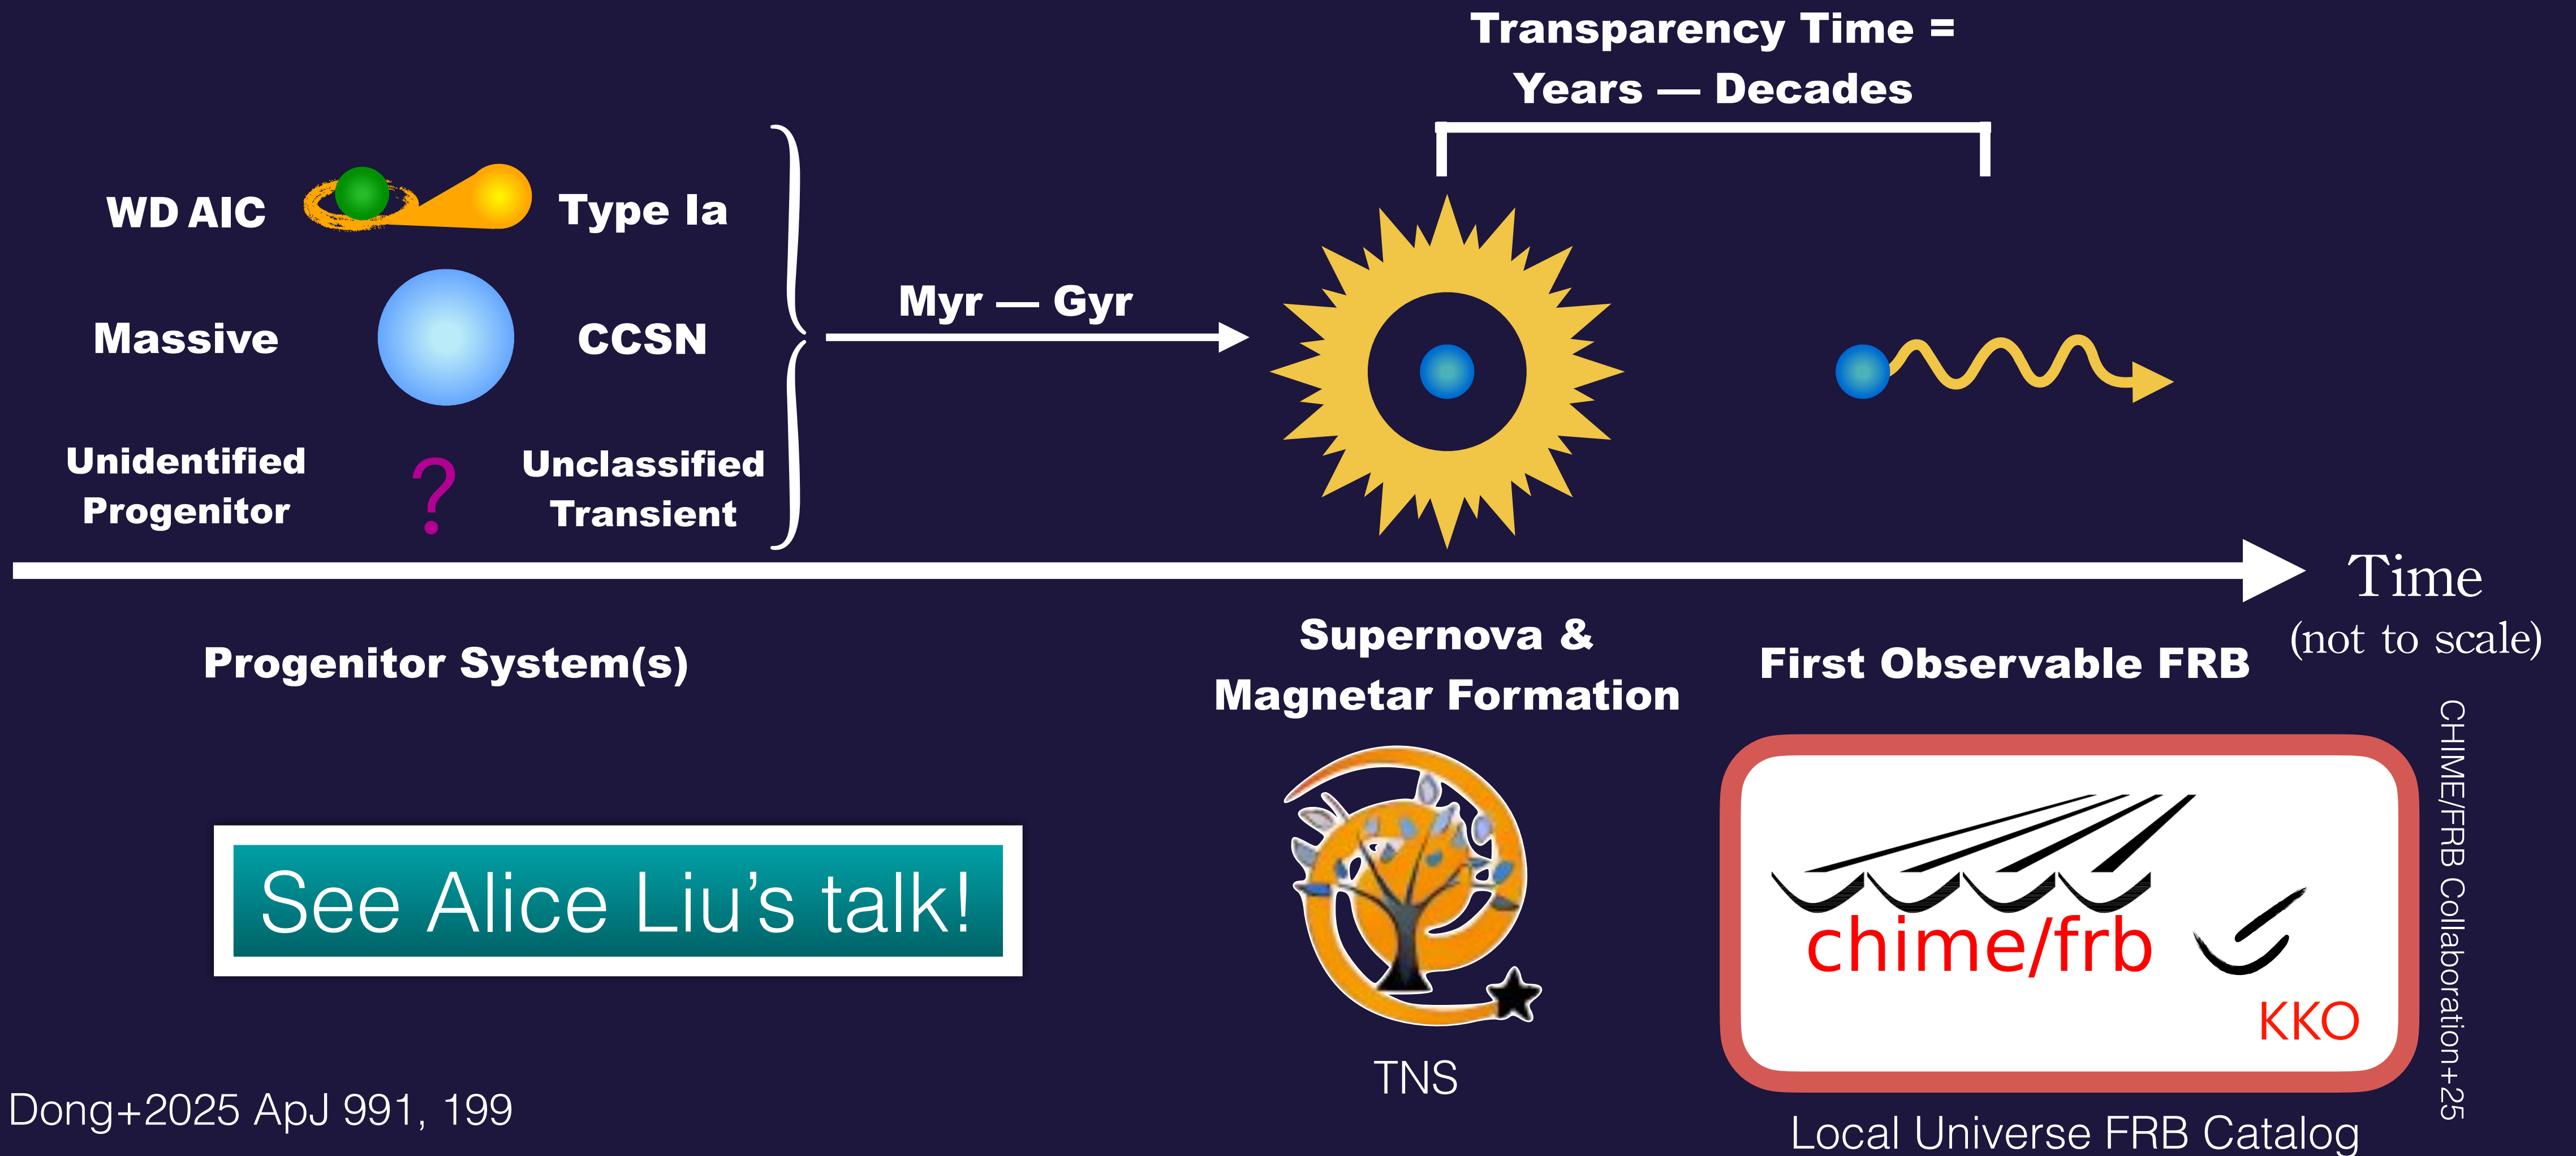 Transparency Time =
Years — Decades
WD AIC
Type Ia
Myr — Gyr
Massive
CCSN
Unidentified
Progenitor
?
Unclassified
Transient
Time
(not to scale)
Progenitor System(s)
Supernova &
Magnetar Formation
First Observable FRB
See Alice Liu’s talk!
TNS
chime/frb
KKO
CHIME/FRB Collaboration+25
Dong+2025 ApJ 991, 199
Local Universe FRB Catalog